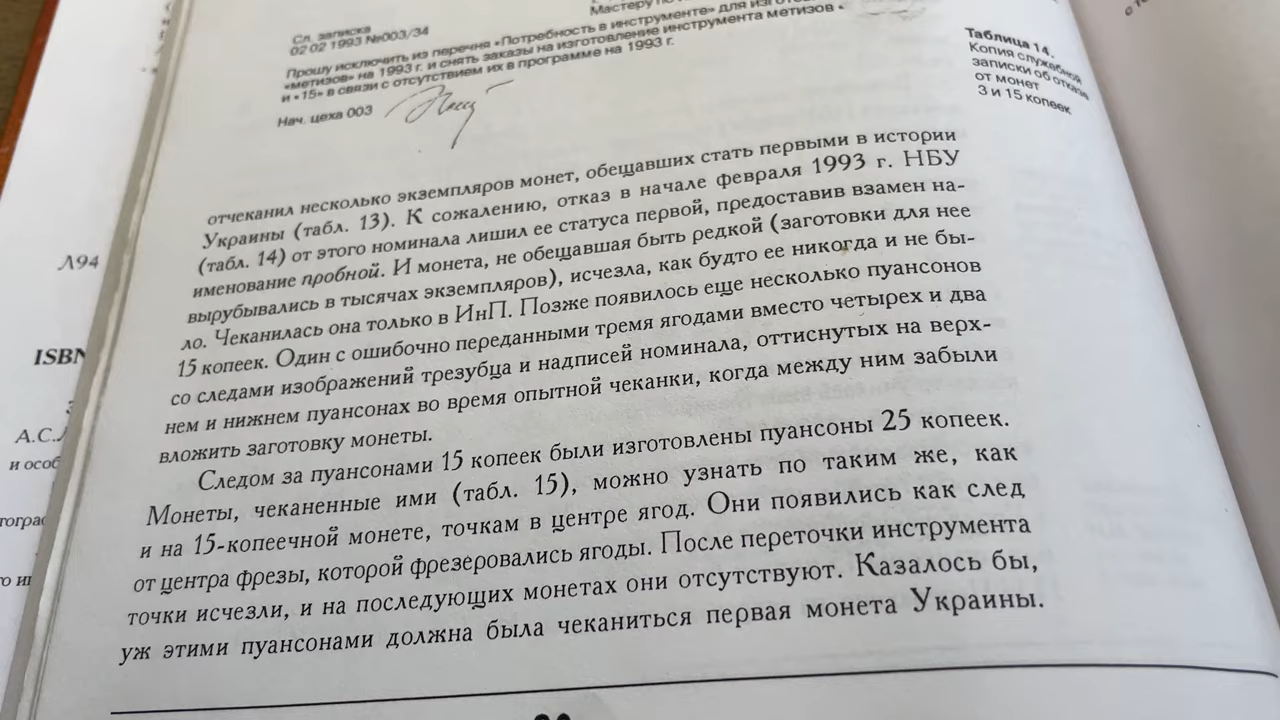 Мастеру по
Сл. записка
02 02 1993 №003/34
Прошу исключить из перечня «Потребность в инструменте» для
«метизов» на 1993 г. и снять заказы на изготовление инструмента метизов «
и «15» в связи с отсутствием их в программе на 1993 г.
Нач. цеха 003
Таблица 14.
Копия служебной
записки об отказе
от монет
3 и 15 копеек
отчеканил несколько экземпляров монет, обещавших стать первыми в истории
Украины (табл. 13). К сожалению, отказ в начале февраля 1993 г. НБУ
(табл. 14) от этого номинала лишил ее статуса первой, предоставив взамен на-
именование пробной. И монета, не обещавшая быть редкой (заготовки для нее
вырубывались в тысячах экземпляров), исчезла, как будто ее никогда и не бы-
ло. Чеканилась она только в ИнП. Позже появилось еще несколько пуансонов
15 копеек. Один с ошибочно переданными тремя ягодами вместо четырех и два
со следами изображений трезубца и надписей номинала, оттиснутых на верх-
нем и нижнем пуансонах во время опытной чеканки, когда между ним забыли
вложить заготовку монеты.
Следом за пуансонами 15 копеек были изготовлены пуансоны 25 копеек.
Монеты, чеканенные ими (табл. 15), можно узнать по таким же, как
и на 15-копеечной монете, точкам в центре ягод. Они появились как след
от центра фрезы, которой фрезеровались ягоды. После переточки инструмента
точки исчезли, и на последующих монетах они отсутствуют. Казалось бы,
уж этими пуансонами должна была чеканиться первая монета Украины.
Л94
ISBN
А.С.
и особ